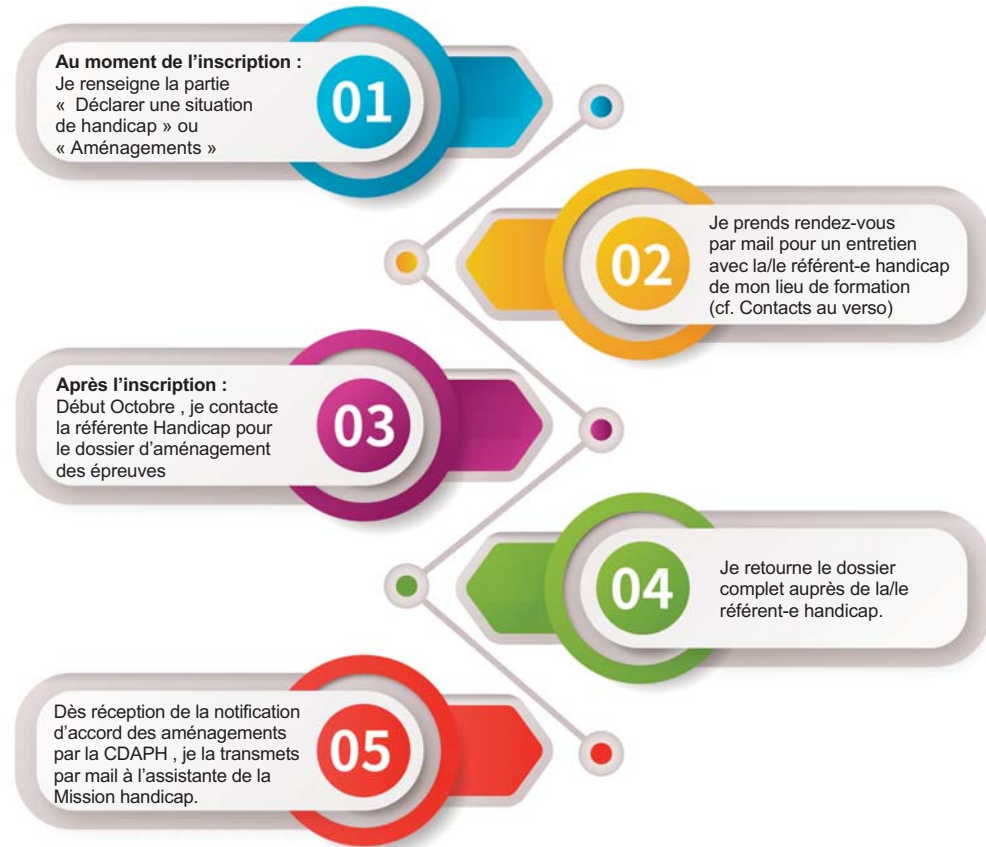 Au moment de l’inscription :
Je renseigne la partie
«  Déclarer une situation
de handicap » ou
« Aménagements »
01
02
Je prends rendez-vous
par mail pour un entretien
avec la/le référent-e handicap
de mon lieu de formation
(cf. Contacts au verso)
Après l’inscription :
Début Octobre , je contacte
la référente Handicap pour
le dossier d’aménagement
des épreuves
03
04
Je retourne le dossier
complet auprès de la/le
référent-e handicap.
Dès réception de la notification
d’accord des aménagements
par la CDAPH , je la transmets
par mail à l’assistante de la
Mission handicap.
05